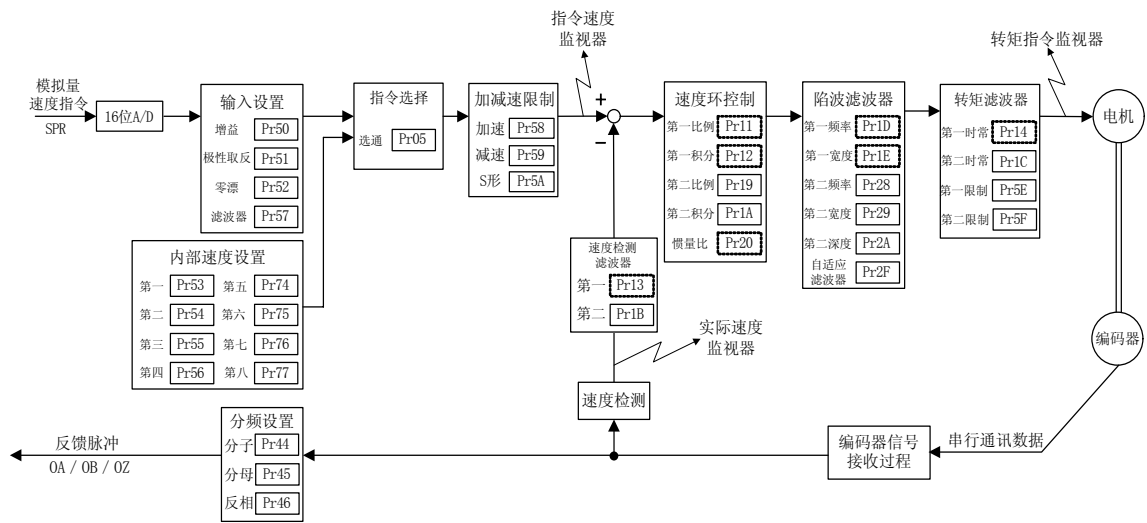 模拟量
速度指令
SPR
16位A/D
输入设置
增益 Pr50
极性取反 Pr51
零漂 Pr52
滤波器 Pr57
内部速度设置
第一 Pr53 第五 Pr74
第二 Pr54 第六 Pr75
第三 Pr55 第七 Pr76
第四 Pr56 第八 Pr77
指令选择
选通 Pr05
加减速限制
加速 Pr58
减速 Pr59
S形 Pr5A
指令速度
监视器
+
−
速度环控制
第一比例 Pr11
第一积分 Pr12
第二比例 Pr19
第二积分 Pr1A
惯量比 Pr20
陷波滤波器
第一频率 Pr1D
第一宽度 Pr1E
第二频率 Pr28
第二宽度 Pr29
第二深度 Pr2A
自适应
滤波器 Pr2F
转矩指令监视器
转矩滤波器
第一时常 Pr14
第二时常 Pr1C
第一限制 Pr5E
第二限制 Pr5F
电机
编码器
速度检测
滤波器
第一 Pr13
第二 Pr1B
实际速度
监视器
速度检测
串行通讯数据
编码器信号
接收过程
分频设置
分子 Pr44
分母 Pr45
反相 Pr46
反馈脉冲
OA / OB / OZ